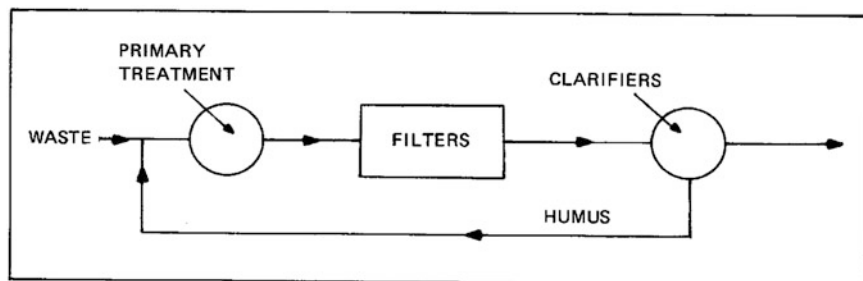 PRIMARY
TREATMENT
CLARIFIERS
WASTE
FILTERS
HUMUS